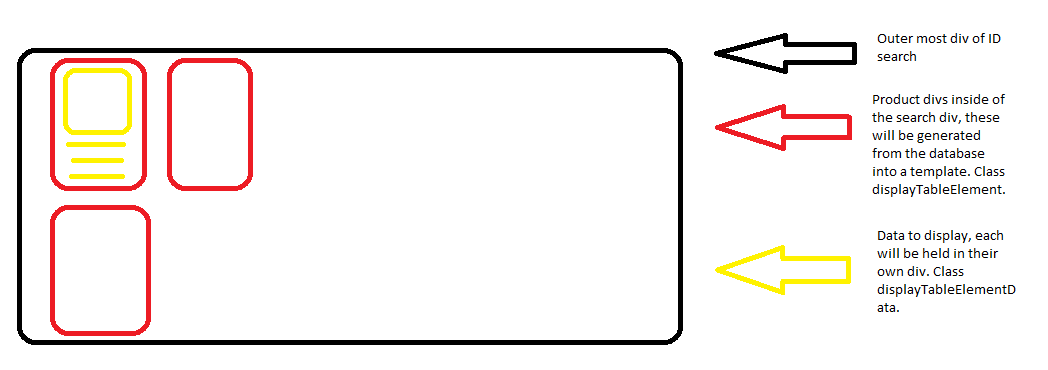 Outer most div of ID
search
Product divs inside of
the search div, these
will be generated
from the database
into a template. Class
displayTableElement.
Data to display, each
will be held in their
own div. Class
displayTableElementD
ata.